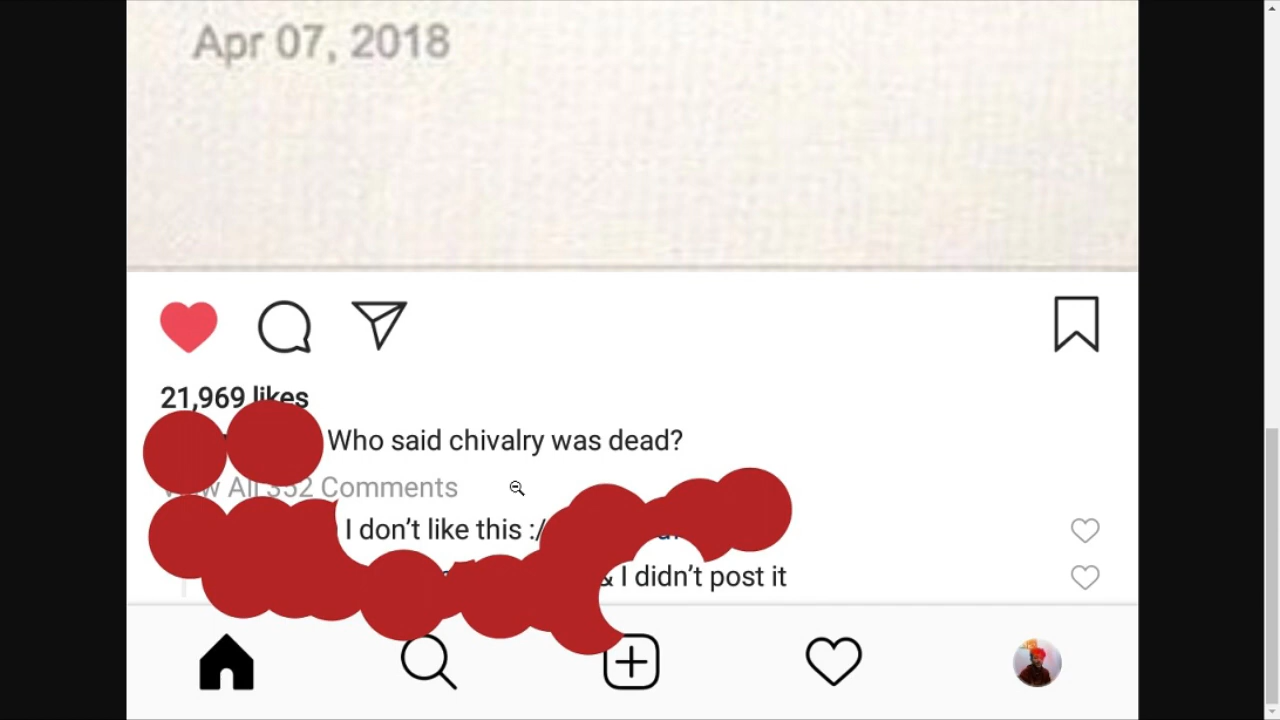 Apr 07, 2018
21,969 likes
Who said chivalry was dead?
All 352 Comments
I don’t like this :/
& I didn’t post it